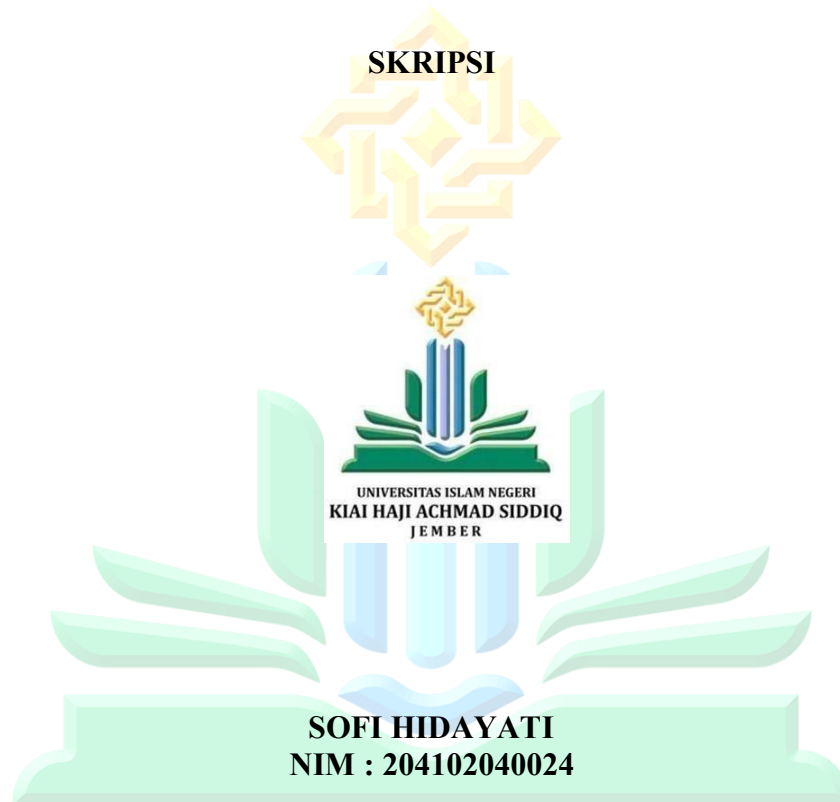 SKRIPSI
UNIVERSITAS ISLAM NEGERI
KIAI HAJI ACHMAD SIDDIQ
JEMBER
SOFI HIDAYATI
NIM : 204102040024